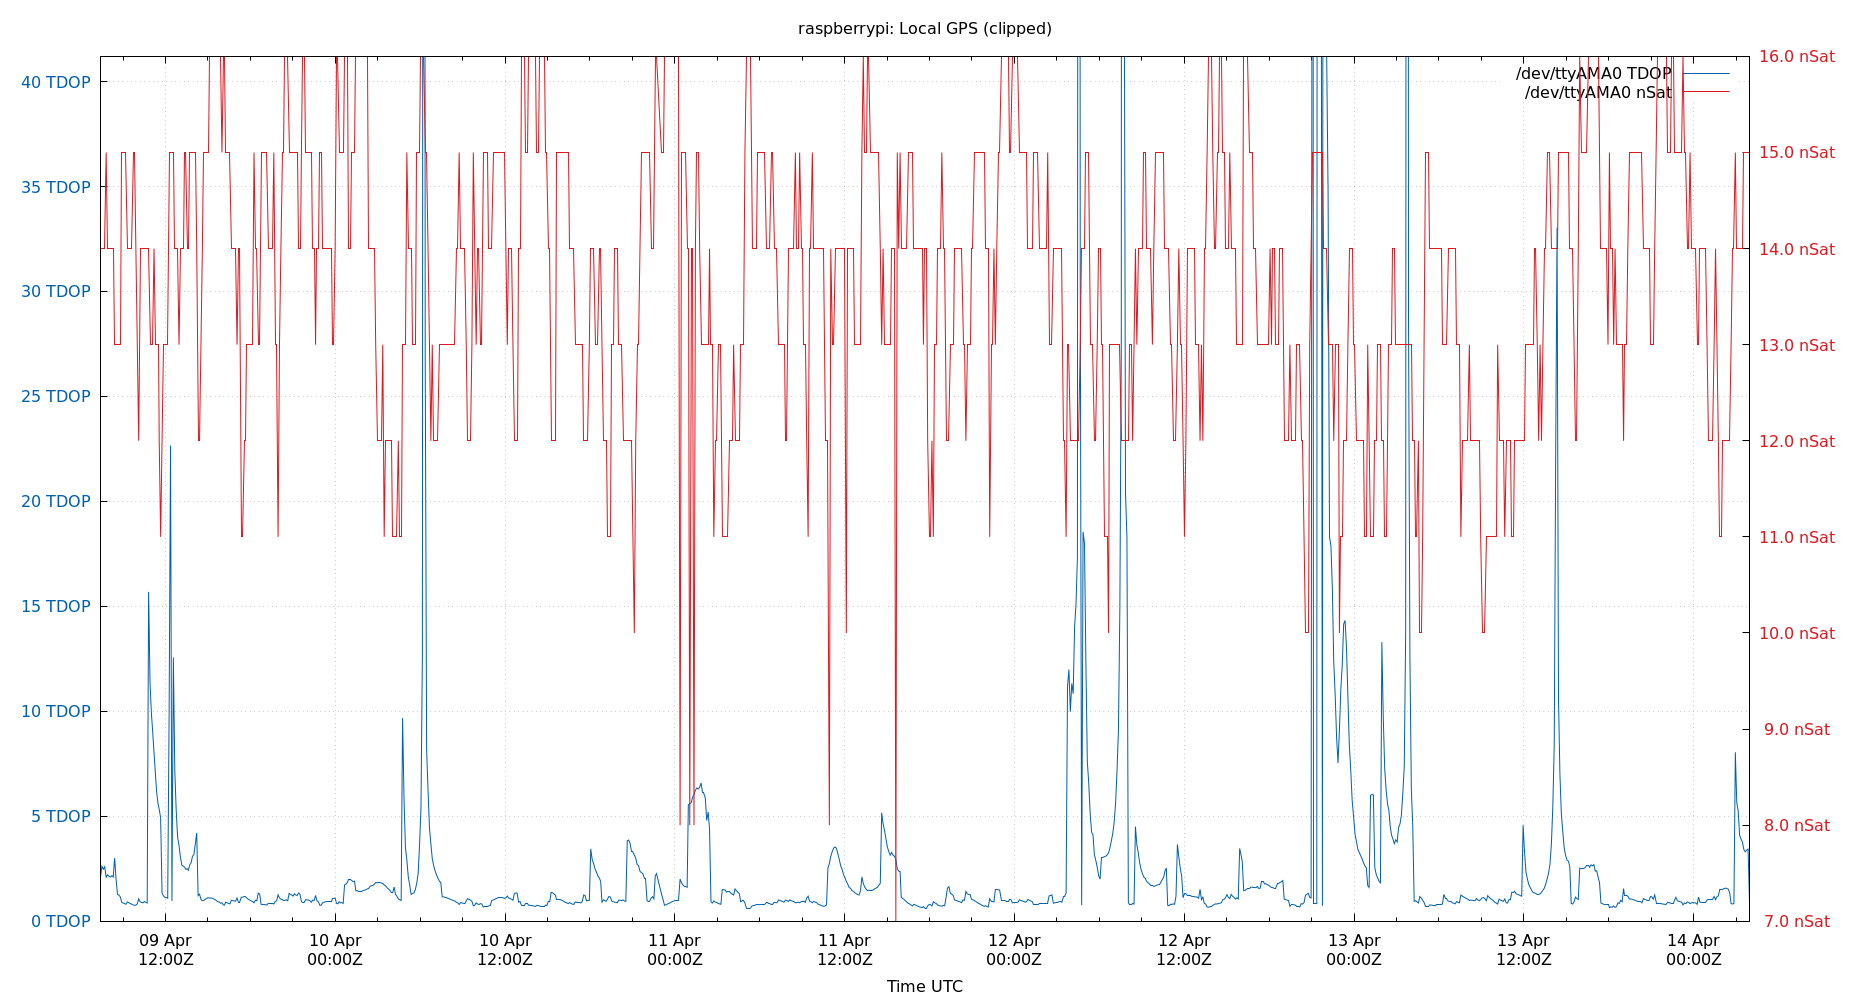 raspberrypi: Local GPS (clipped)
/dev/ttyAMA0 TDOP
/dev/ttyAMA0 nSat
40 TDOP
35 TDOP
30 TDOP
25 TDOP
20 TDOP
15 TDOP
10 TDOP
5 TDOP
0 TDOP
16.0 nSat
15.0 nSat
14.0 nSat
13.0 nSat
12.0 nSat
11.0 nSat
10.0 nSat
9.0 nSat
8.0 nSat
7.0 nSat
09 Apr 10 Apr 10 Apr 11 Apr 11 Apr 12 Apr 12 Apr 13 Apr 13 Apr 14 Apr
12:00Z 00:00Z 12:00Z 00:00Z 12:00Z 00:00Z 12:00Z 00:00Z 12:00Z 00:00Z
Time UTC